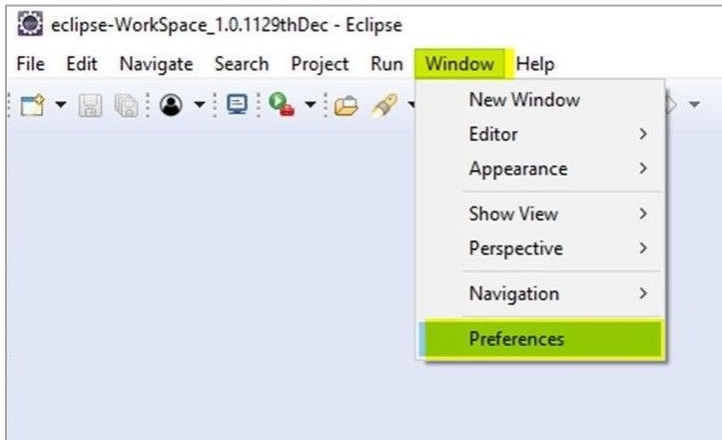 eclipse-WorkSpace_1.0.1129thDec - Eclipse
File Edit Navigate Search Project Run Window Help
New Window
Editor
Appearance
Show View
Perspective
Navigation
Preferences